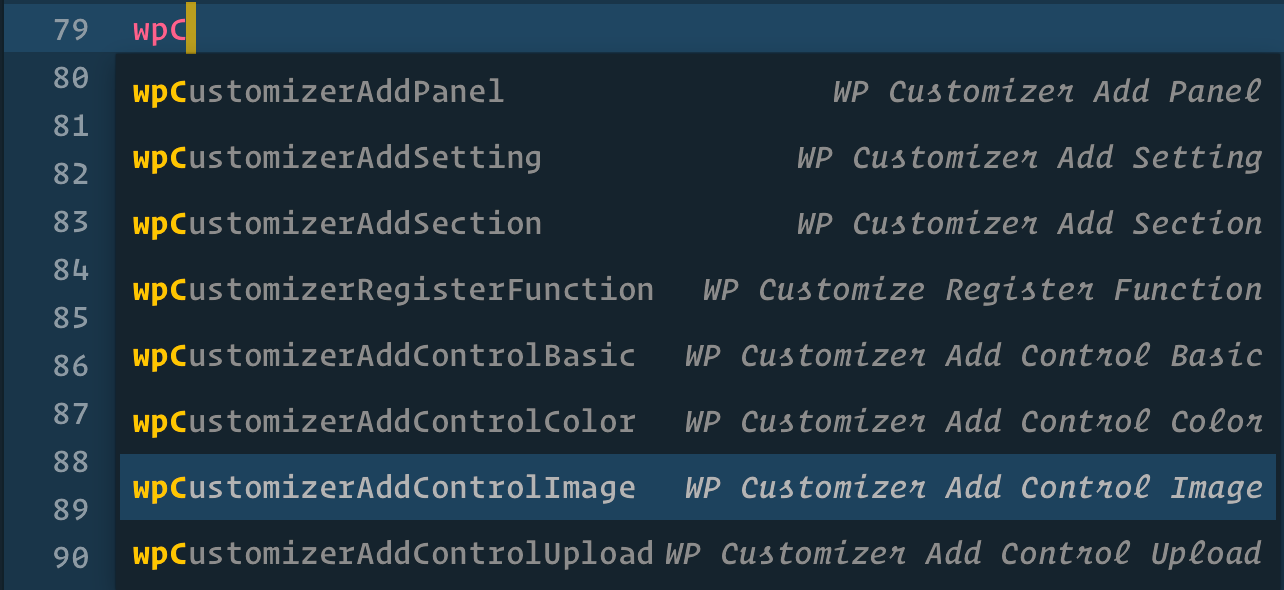 79 wpC
80
wpCustomizerAddPanel WP Customizer Add Panel
81
wpCustomizerAddSetting WP Customizer Add Setting
82
83
wpCustomizerAddSection WP Customizer Add Section
84
wpCustomizerRegisterFunction WP Customize Register Function
85
86
wpCustomizerAddControlBasic WP Customizer Add Control Basic
87
wpCustomizerAddControlColor WP Customizer Add Control Color
88
wpCustomizerAddControlImage WP Customizer Add Control Image
89
90
wpCustomizerAddControlUpload WP Customizer Add Control Upload